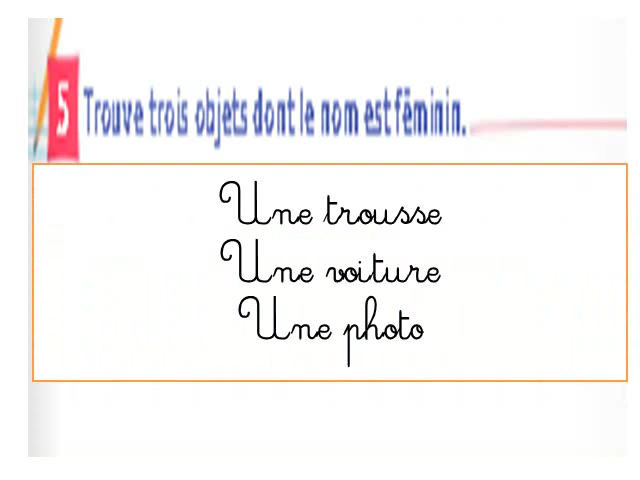 5 Trouve trois objets dont le nom est féminin.
Une trousse
Une voiture
Une photo